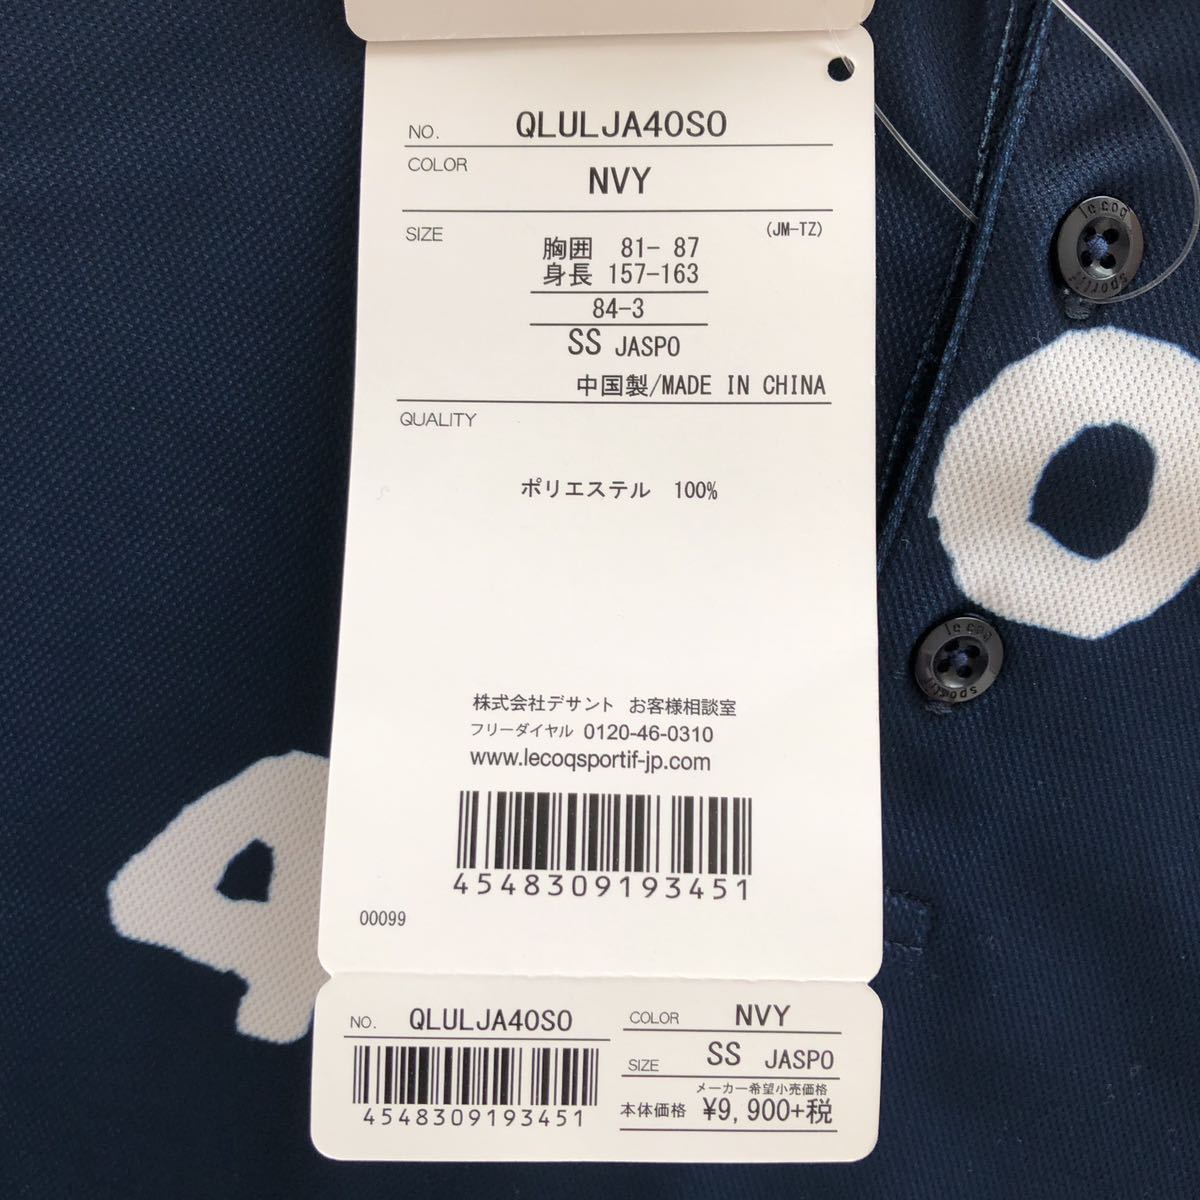 NO. QLULJA40SO
COLOR
NVY
SIZE
(JM-TZ)
胸囲 81- 87
身長 157-163
84-3
SS JASPO
中国製/MADE IN CHINA
QUALITY
ポリエステル 100%
株式会社デサント お客様相談室
フリーダイヤル 0120-46-0310
www.lecoqsportif-jp.com
4548309193451
00099
NO. QLULJA40SO
4548309193451
COLOR NVY
SIZE SS JASPO
メーカー希望小売価格
本体価格 ¥9,900+税
le coq
sportif
le coq
sportif